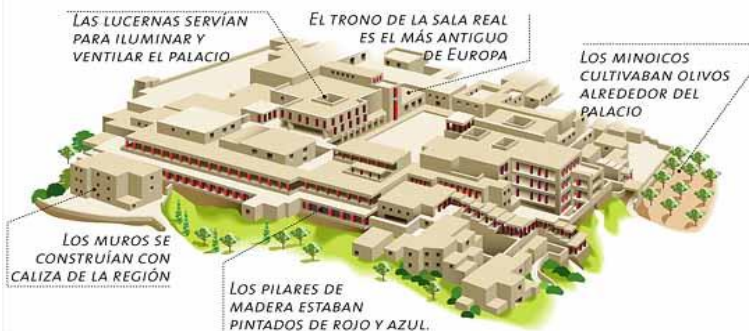 LAS LUCERNAS SERVÍAN
PARA ILUMINAR Y
VENTILAR EL PALACIO
EL TRONO DE LA SALA REAL
ES EL MÁS ANTIGUO
DE EUROPA
LOS MINOICOS
CULTIVABAN OLIVOS
ALREDEDOR DEL
PALACIO
LOS MUROS SE
CONSTRUÍAN CON
CALIZA DE LA REGIÓN
LOS PILARES DE
MADERA ESTABAN
PINTADOS DE ROJO Y AZUL.